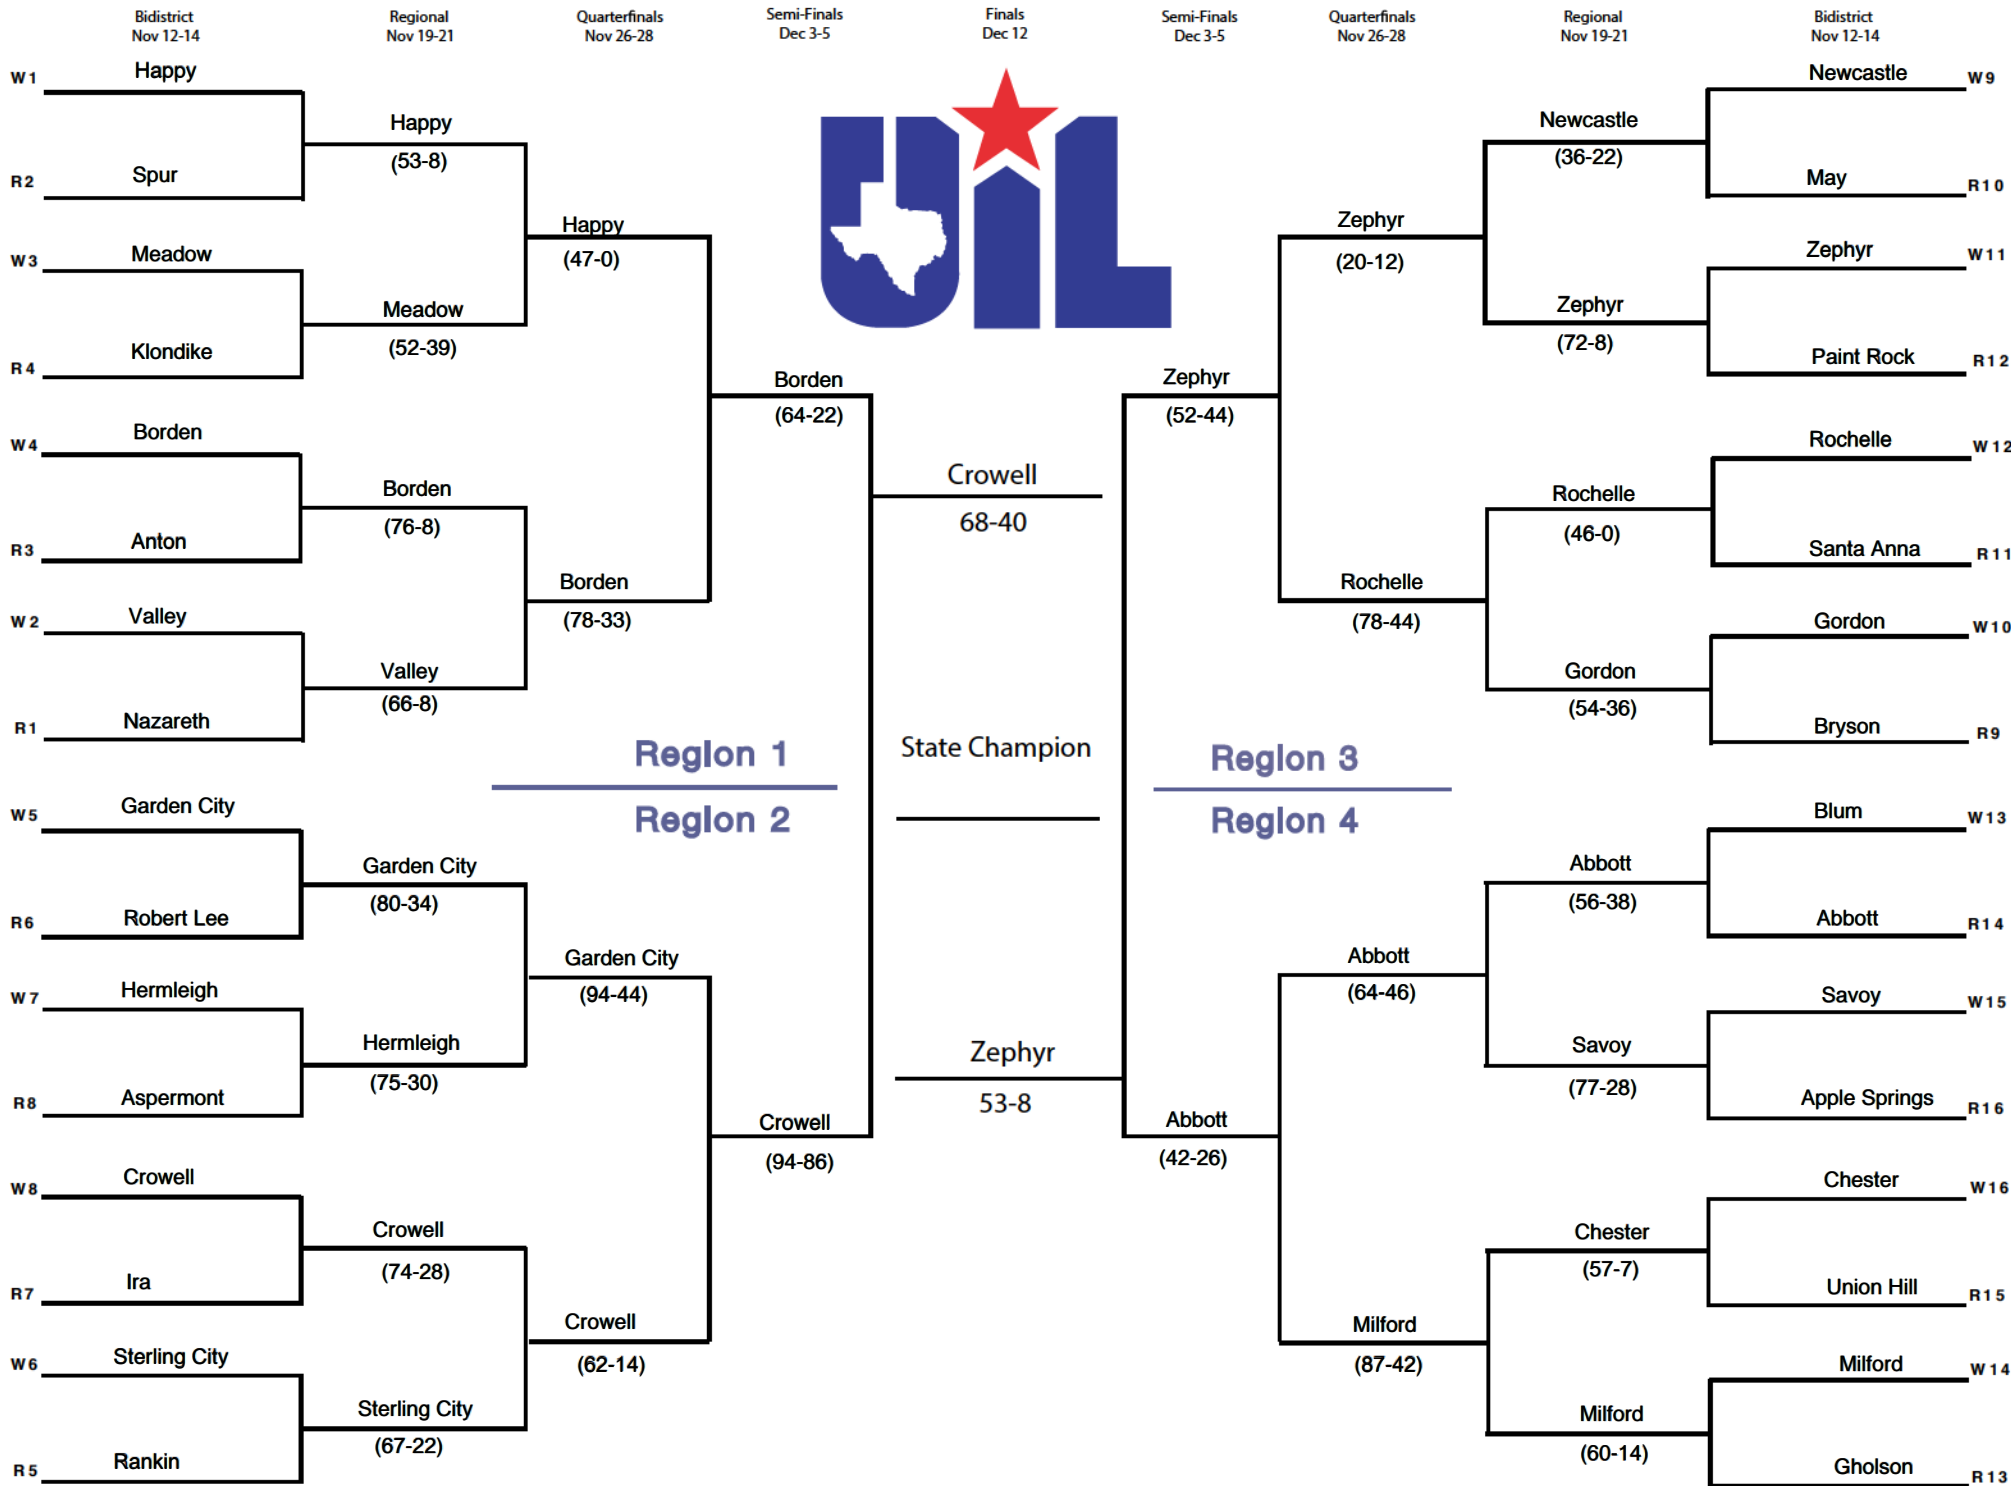 Bidistrict
Nov 12-14
Regional
Nov 19-21
Quarterfinals
Nov 26-28
Semi-Finals
Dec 3-5
Finals
Dec 12
Semi-Finals
Dec 3-5
Quarterfinals
Nov 26-28
Regional
Nov 19-21
Bidistrict
Nov 12-14
UIL
W1 Happy
R2 Spur
W3 Meadow
R4 Klondike
W4 Borden
R3 Anton
W2 Valley
R1 Nazareth
W5 Garden City
R6 Robert Lee
W7 Hermleigh
R8 Aspermont
W8 Crowell
R7 Ira
W6 Sterling City
R5 Rankin
Happy
(53-8)
Meadow
(52-39)
Borden
(76-8)
Valley
(66-8)
Garden City
(80-34)
Hermleigh
(75-30)
Crowell
(74-28)
Sterling City
(67-22)
Happy
(47-0)
Borden
(78-33)
Garden City
(94-44)
Crowell
(62-14)
Borden
(64-22)
Crowell
(94-86)
Region 1
Region 2
Crowell
68-40
State Champion
Zephyr
53-8
Region 3
Region 4
Zephyr
(52-44)
Abbott
(42-26)
Zephyr
(20-12)
Rochelle
(78-44)
Abbott
(64-46)
Milford
(87-42)
Newcastle
(36-22)
Zephyr
(72-8)
Rochelle
(46-0)
Gordon
(54-36)
Abbott
(56-38)
Savoy
(77-28)
Chester
(57-7)
Milford
(60-14)
Newcastle W9
May R10
Zephyr W11
Paint Rock R12
Rochelle W12
Santa Anna R11
Gordon W10
Bryson R9
Blum W13
Abbott R14
Savoy W15
Apple Springs R16
Chester W16
Union Hill R15
Milford W14
Gholson R13